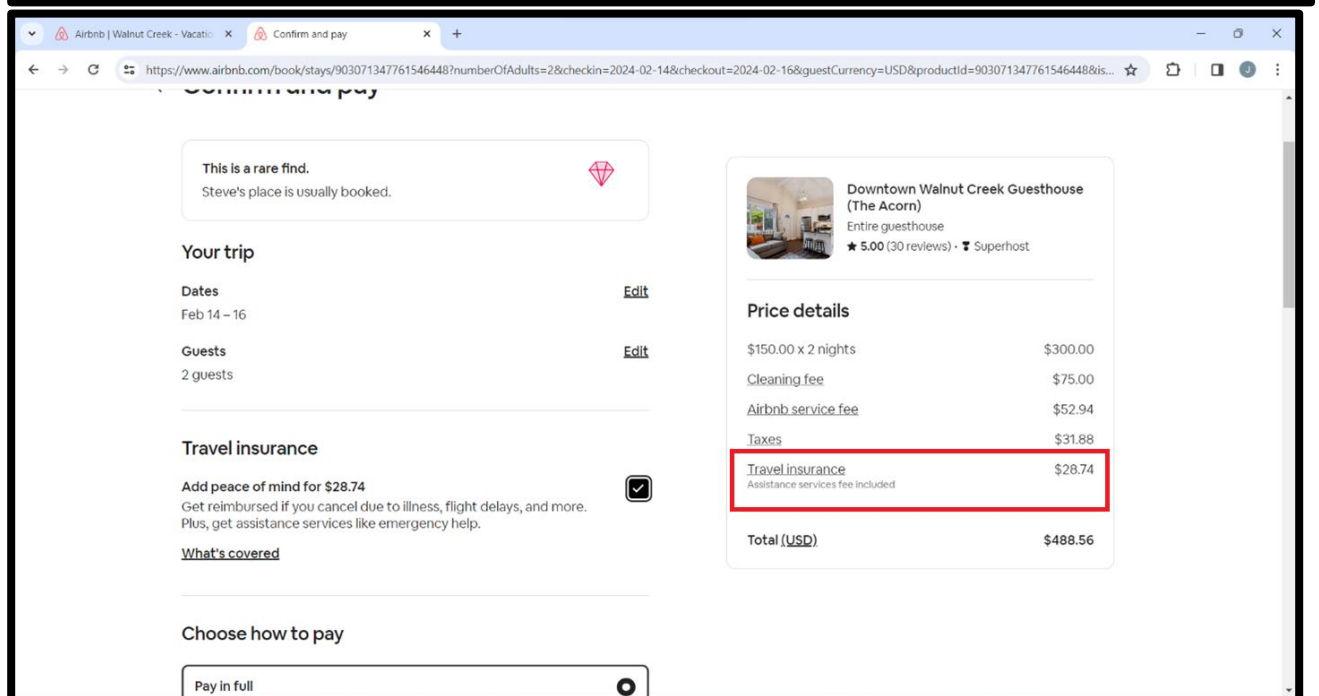 Airbnb | Walnut Creek - Vacatio
Confirm and pay
https://www.airbnb.com/book/stays/903071347761546448?numberOfAdults=2&checkin=2024-02-14&checkout=2024-02-16&guestCurrency=USD&productId=903071347761546448&is...
J
Confirm and pay
This is a rare find.
Steve's place is usually booked.
Your trip
Dates
Edit
Feb 14 – 16
Guests
Edit
2 guests
Travel insurance
Add peace of mind for $28.74
Get reimbursed if you cancel due to illness, flight delays, and more.
Plus, get assistance services like emergency help.
What's covered
Choose how to pay
Pay in full
Downtown Walnut Creek Guesthouse
(The Acorn)
Entire guesthouse
★ 5.00 (30 reviews) · Superhost
Price details
$150.00 x 2 nights $300.00
Cleaning fee $75.00
Airbnb service fee $52.94
Taxes $31.88
Travel insurance $28.74
Assistance services fee included
Total (USD) $488.56